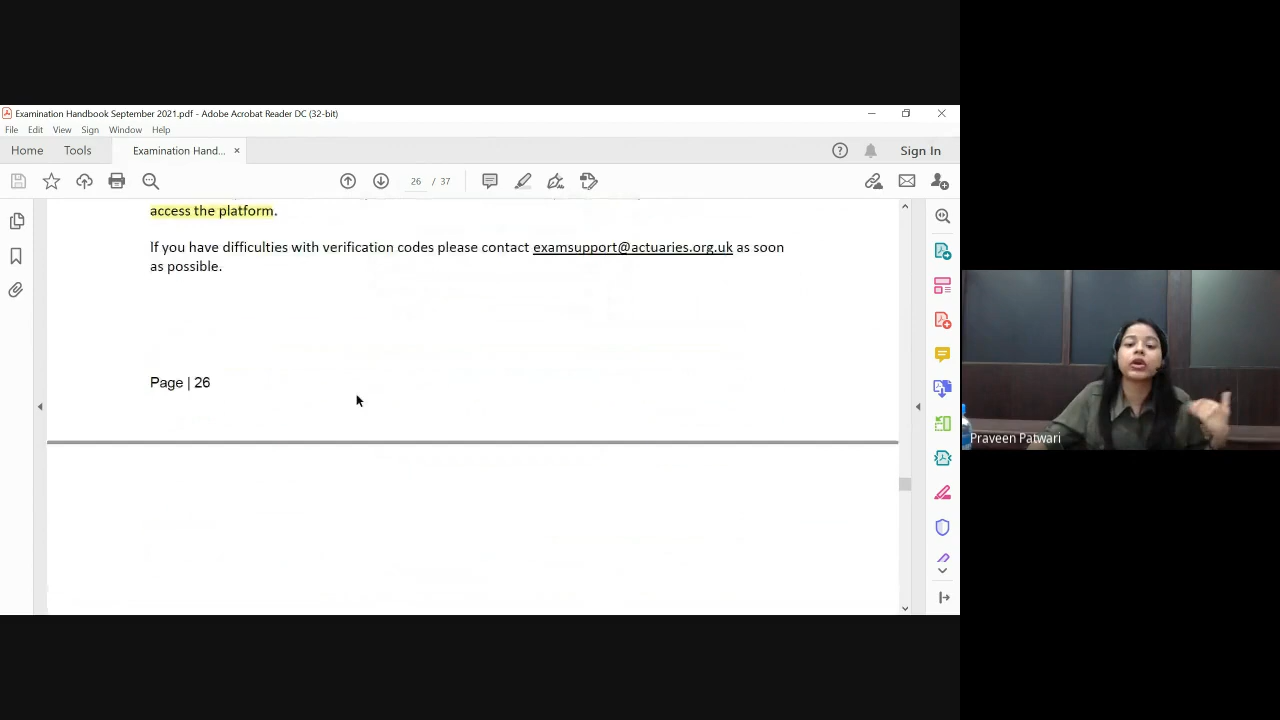 Examination Handbook September 2021.pdf - Adobe Acrobat Reader DC (32-bit)
File Edit View Sign Window Help
Home Tools Examination Hand... × Sign In
26 / 37
access the platform.
If you have difficulties with verification codes please contact examsupport@actuaries.org.uk as soon
as possible.
Page | 26
Praveen Patwari